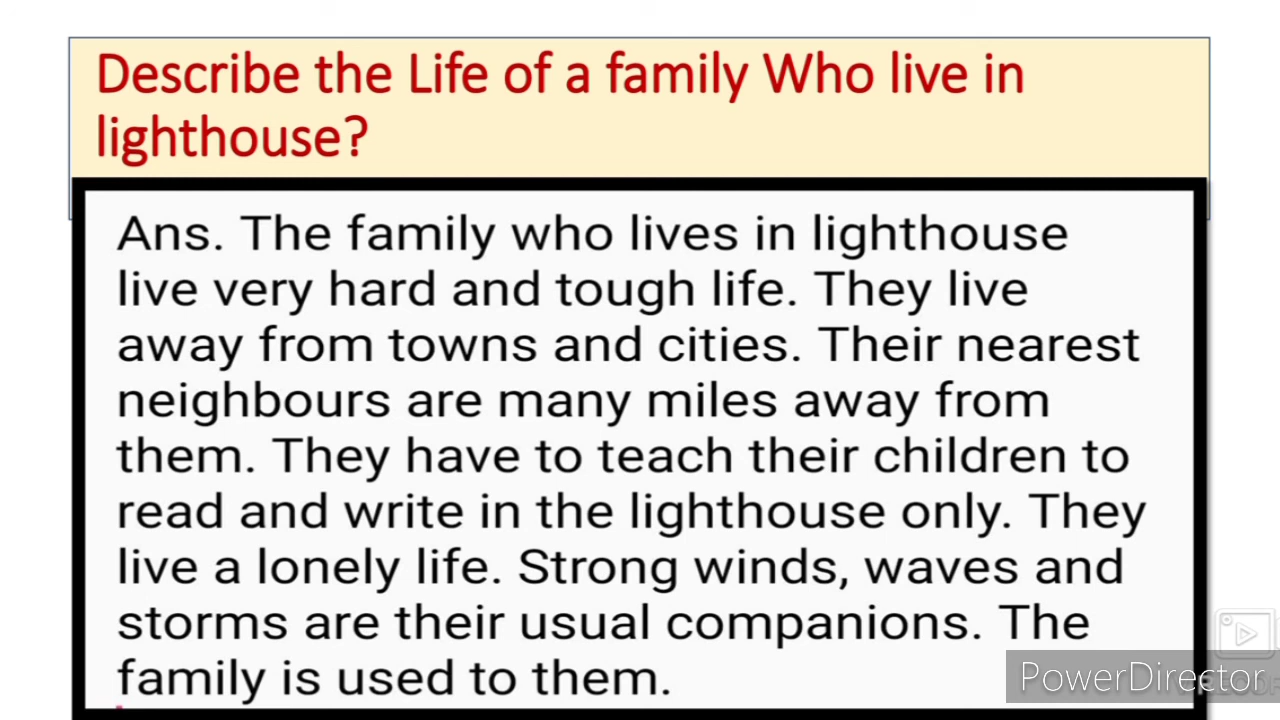 Describe the Life of a family Who live in
lighthouse?
Ans. The family who lives in lighthouse
live very hard and tough life. They live
away from towns and cities. Their nearest
neighbours are many miles away from
them. They have to teach their children to
read and write in the lighthouse only. They
live a lonely life. Strong winds, waves and
storms are their usual companions. The
family is used to them.
PowerDirector